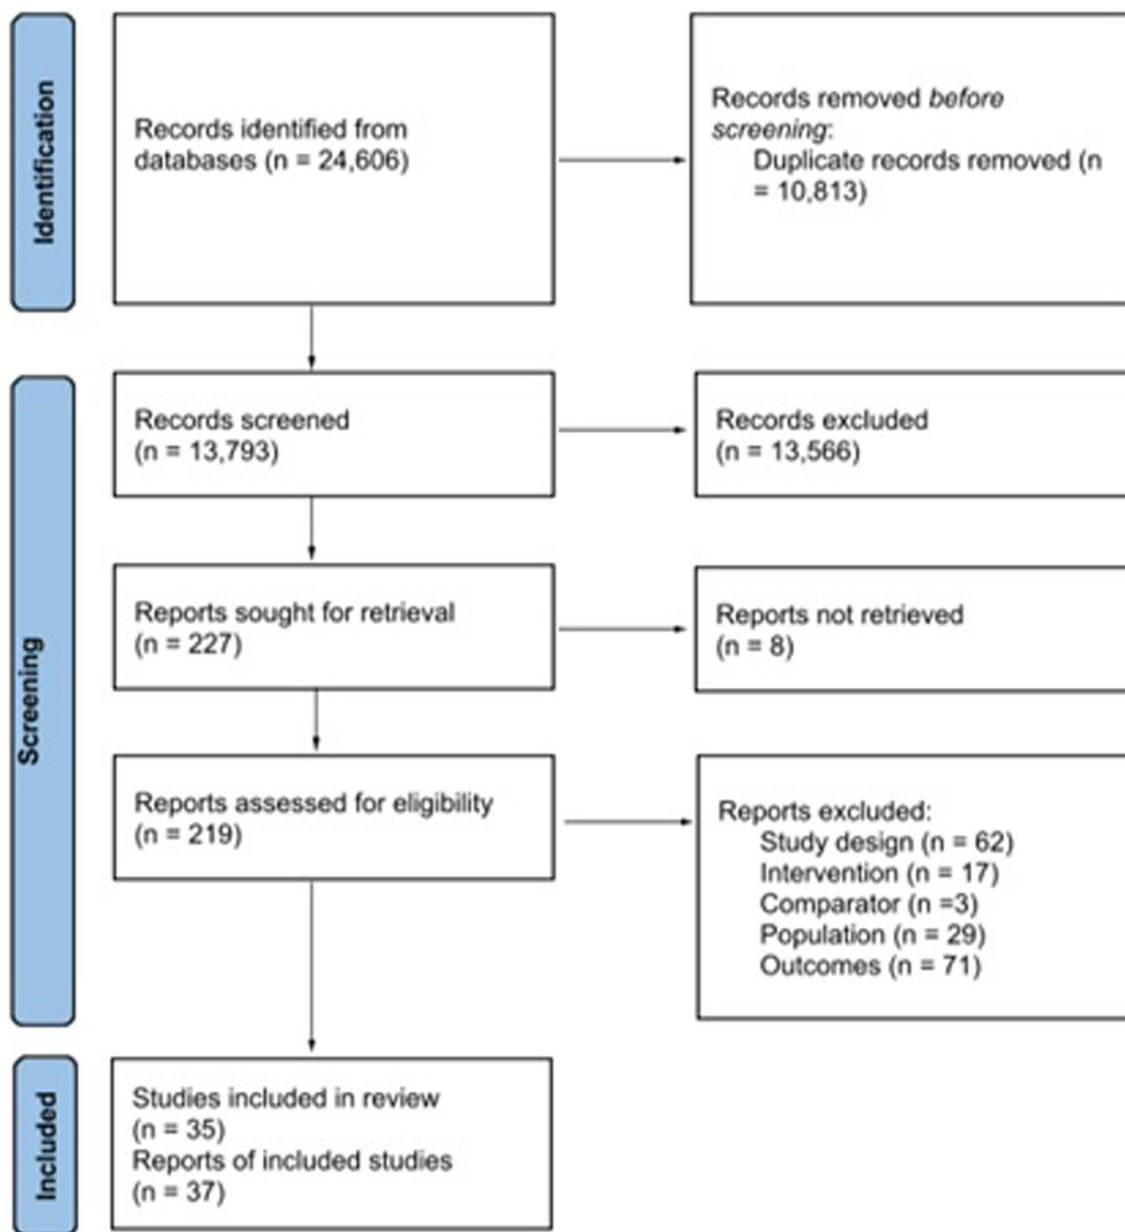 Identification
Records identified from
databases (n = 24,606)
Records removed before
screening:
Duplicate records removed (n
= 10,813)
Screening
Records screened
(n = 13,793)
Records excluded
(n = 13,566)
Reports sought for retrieval
(n = 227)
Reports not retrieved
(n = 8)
Reports assessed for eligibility
(n = 219)
Reports excluded:
Study design (n = 62)
Intervention (n = 17)
Comparator (n =3)
Population (n = 29)
Outcomes (n = 71)
Included
Studies included in review
(n = 35)
Reports of included studies
(n = 37)